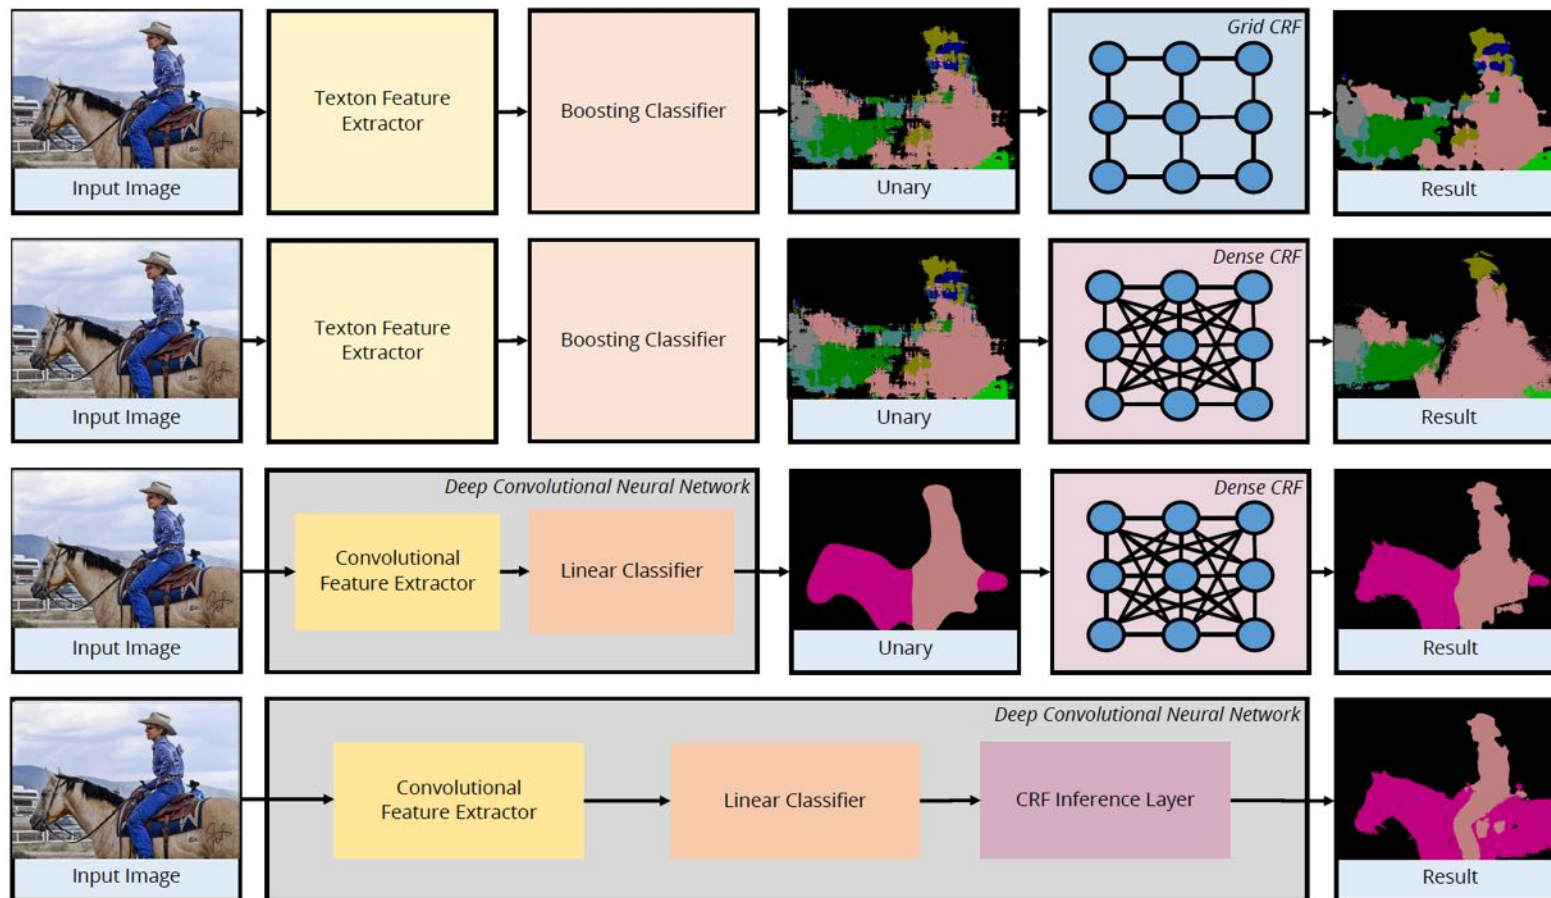 Grid CRF
Texton Feature
Extractor
Boosting Classifier
Input Image
Unary
Result
Dense CRF
Texton Feature
Extractor
Boosting Classifier
Input Image
Unary
Result
Deep Convolutional Neural Network
Dense CRF
Convolutional
Feature Extractor
Linear Classifier
Input Image
Unary
Result
Deep Convolutional Neural Network
Convolutional
Feature Extractor
Linear Classifier
CRF Inference Layer
Input Image
Result